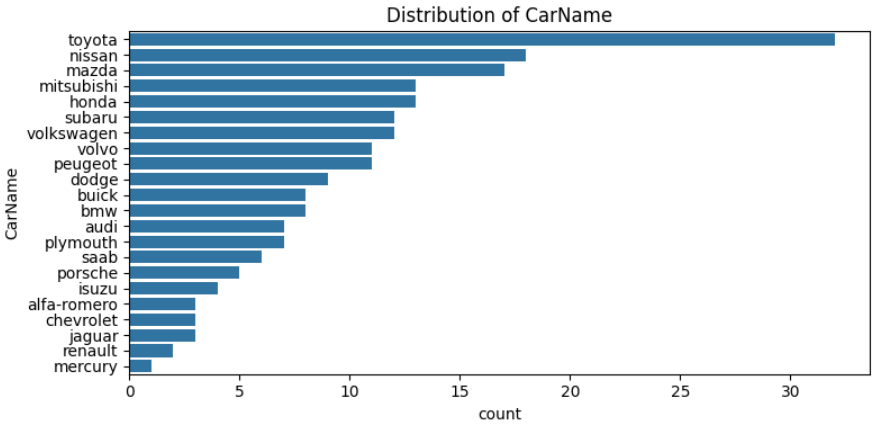 Distribution of CarName
toyota
nissan
mazda
mitsubishi
honda
subaru
volkswagen
volvo
peugeot
dodge
buick
bmw
audi
plymouth
saab
porsche
isuzu
alfa-romero
chevrolet
jaguar
renault
mercury
CarName
0 5 10 15 20 25 30
count